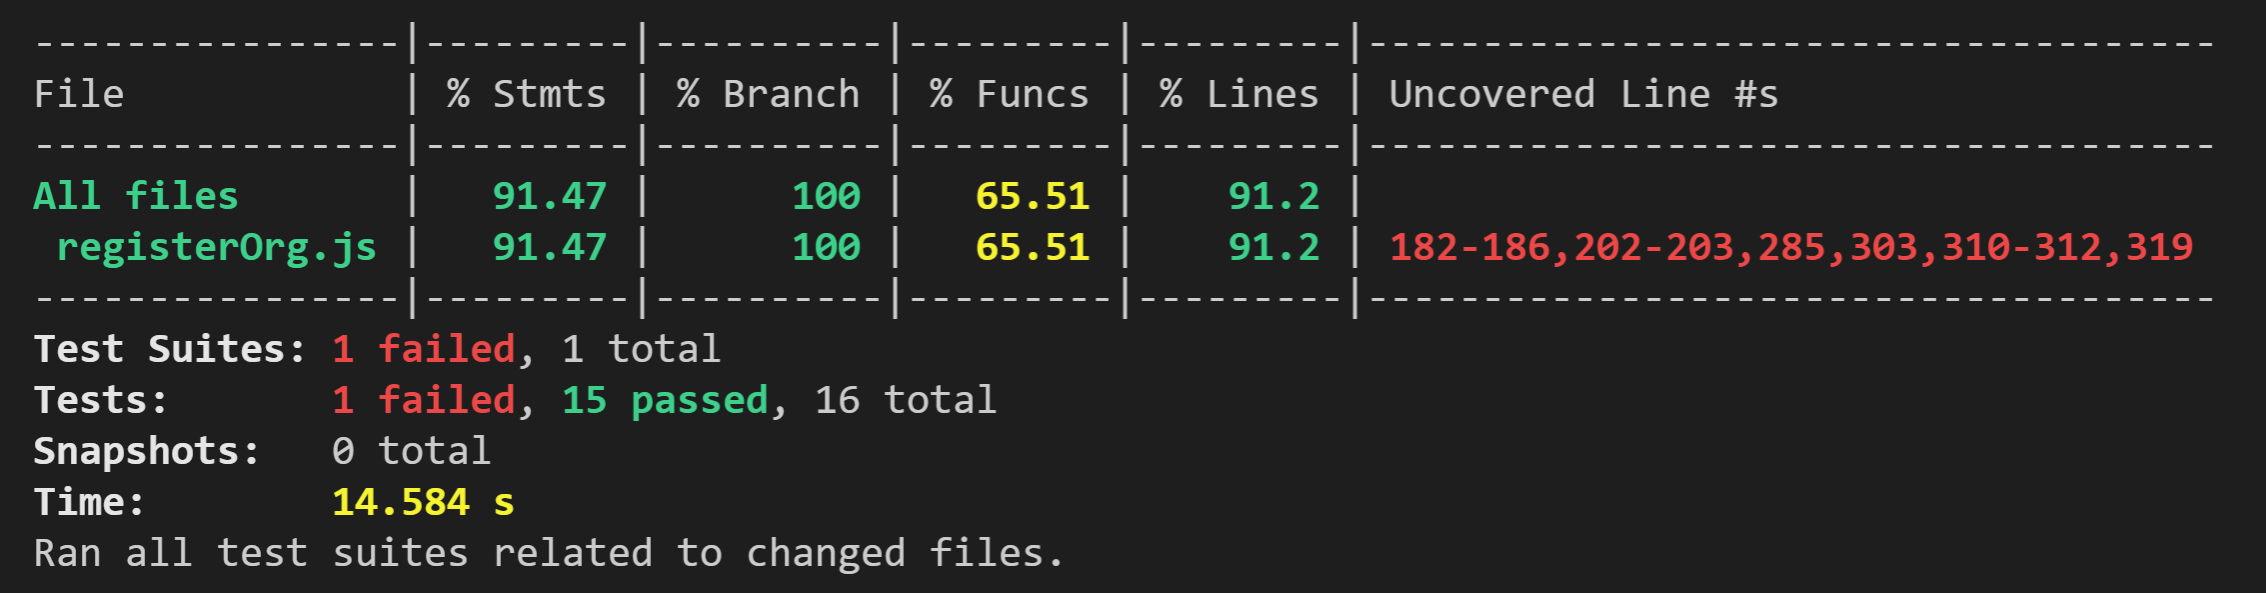 ----------------|---------|----------|---------|---------|-------------------------------------
File            | % Stmts | % Branch | % Funcs | % Lines | Uncovered Line #s
----------------|---------|----------|---------|---------|-------------------------------------
All files       |   91.47 |      100 |   65.51 |    91.2 |
 registerOrg.js |   91.47 |      100 |   65.51 |    91.2 | 182-186,202-203,285,303,310-312,319
----------------|---------|----------|---------|---------|-------------------------------------
Test Suites: 1 failed, 1 total
Tests:       1 failed, 15 passed, 16 total
Snapshots:   0 total
Time:        14.584 s
Ran all test suites related to changed files.